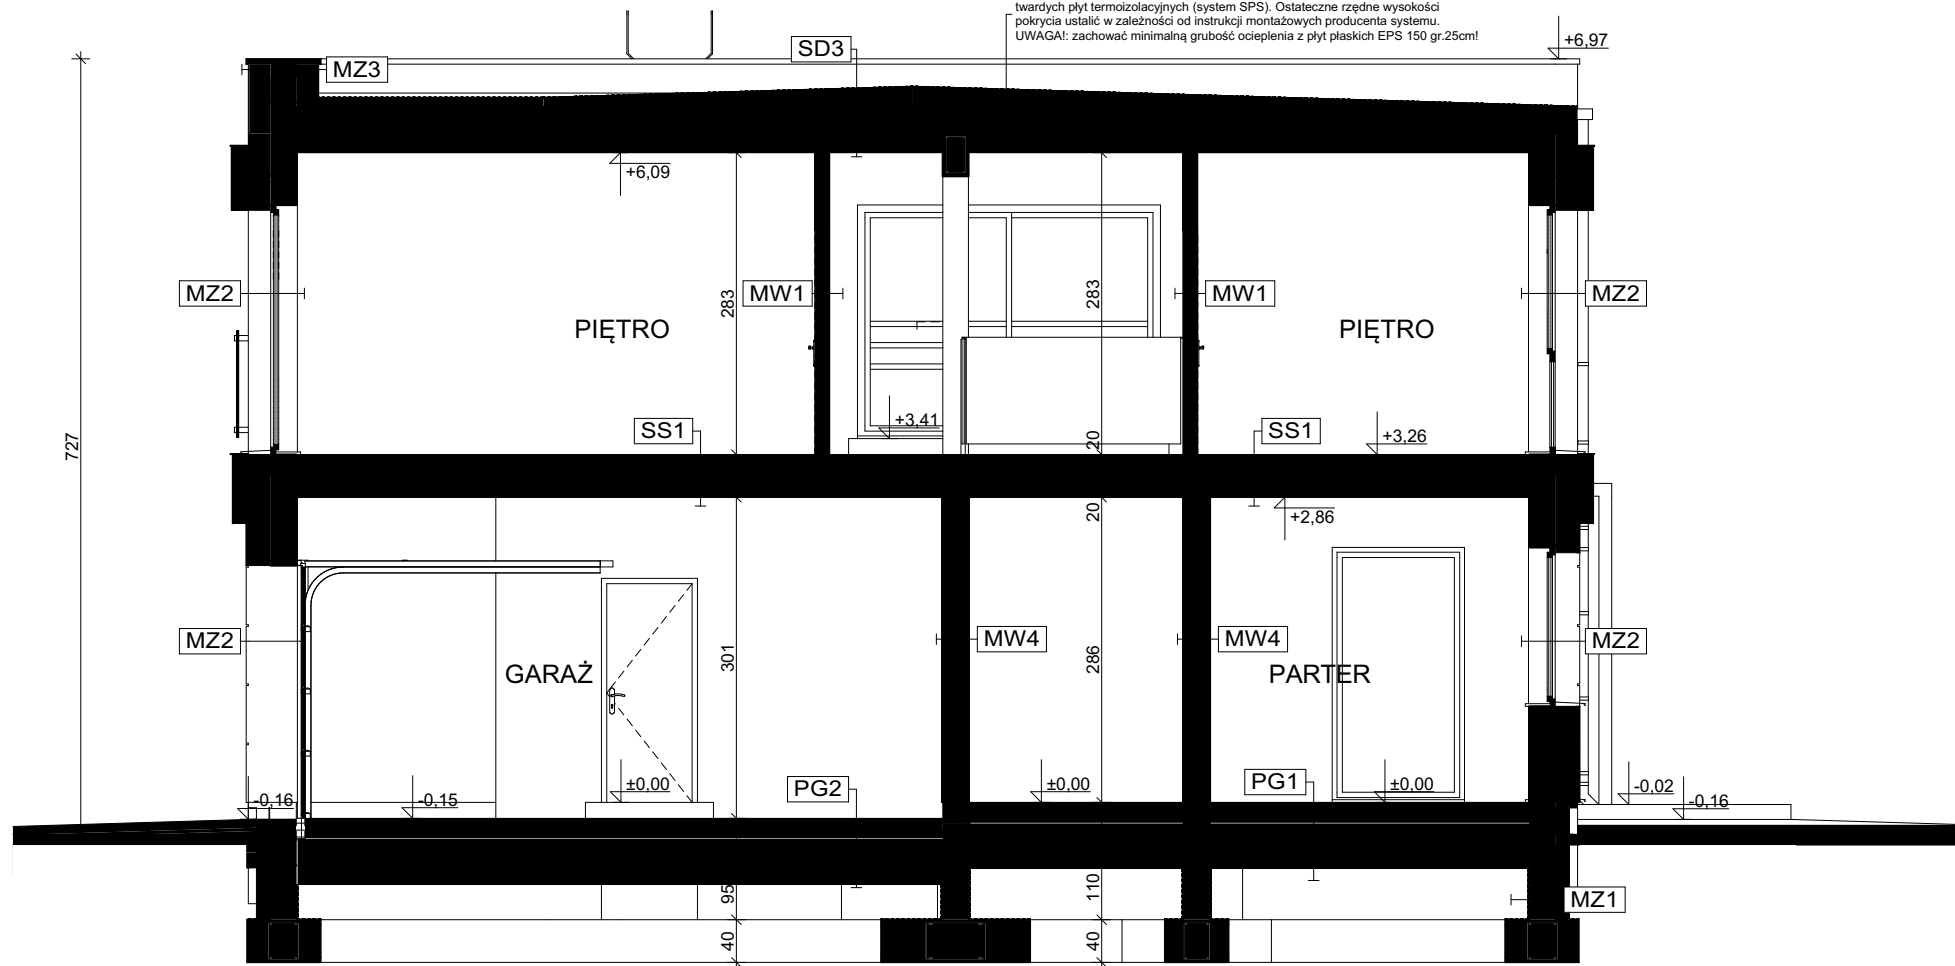 twardych płyt termoizolacyjnych (system SPS). Ostateczne rzędne wysokości
pokrycia ustalić w zależności od instrukcji montażowych producenta systemu.
UWAGA!: zachować minimalną grubość ocieplenia z płyt płaskich EPS 150 gr.25cm!
SD3
+6,97
MZ3
+6,09
MZ2
283
MW1
283
MW1
MZ2
PIĘTRO
PIĘTRO
727
SS1
+3,41
20
SS1
+3,26
20
+2,86
MZ2
301
MW4
286
MW4
MZ2
GARAŻ
PARTER
-0,16
-0,15
±0,00
PG2
±0,00
PG1
±0,00
-0,02
-0,16
95
110
MZ1
40
40